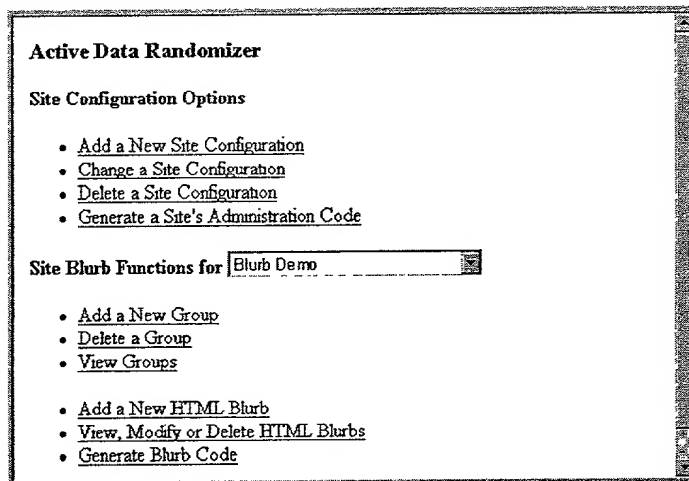 Active Data Randomizer
Site Configuration Options
• Add a New Site Configuration
• Change a Site Configuration
• Delete a Site Configuration
• Generate a Site's Administration Code
Site Blurb Functions for Blurb Demo
• Add a New Group
• Delete a Group
• View Groups
• Add a New HTML Blurb
• View, Modify or Delete HTML Blurbs
• Generate Blurb Code